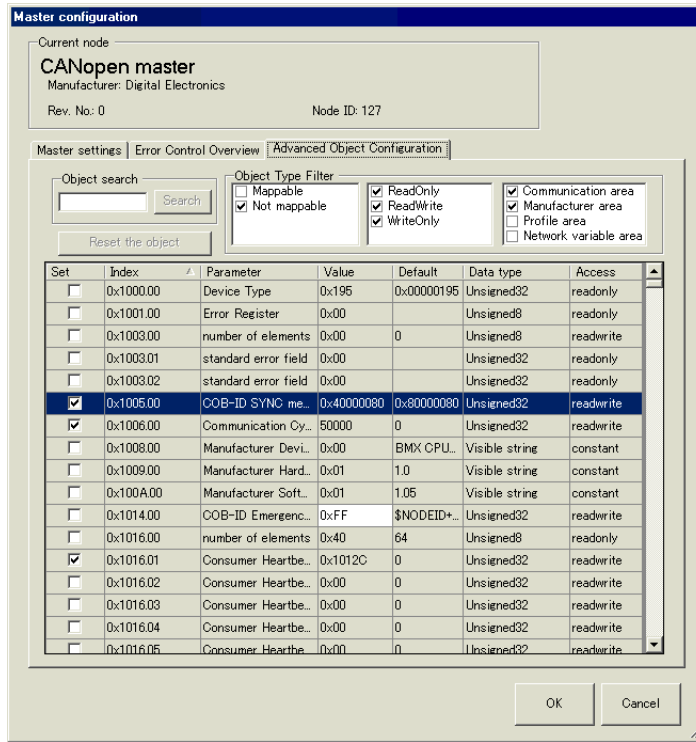 Master configuration
Current node
CANopen master
Manufacturer: Digital Electronics
Rev. No.: 0 Node ID: 127
Master settings Error Control Overview Advanced Object Configuration
Object search
Search
Reset the object
Object Type Filter
Mappable
Not mappable
ReadOnly
ReadWrite
WriteOnly
Communication area
Manufacturer area
Profile area
Network variable area
Set Index Parameter Value Default Data type Access
0x1000.00 Device Type 0x195 0x00000195 Unsigned32 readonly
0x1001.00 Error Register 0x00 Unsigned8 readonly
0x1003.00 number of elements 0x00 0 Unsigned8 readwrite
0x1003.01 standard error field 0x00 Unsigned32 readonly
0x1003.02 standard error field 0x00 Unsigned32 readonly
0x1005.00 COB-ID SYNC me... 0x40000080 0x80000080 Unsigned32 readwrite
0x1006.00 Communication Cy... 50000 0 Unsigned32 readwrite
0x1008.00 Manufacturer Devi... 0x00 BMX CPU... Visible string constant
0x1009.00 Manufacturer Hard... 0x01 1.0 Visible string constant
0x100A.00 Manufacturer Soft... 0x01 1.05 Visible string constant
0x1014.00 COB-ID Emergenc... 0xFF $NODEID+... Unsigned32 readwrite
0x1016.00 number of elements 0x40 64 Unsigned8 readonly
0x1016.01 Consumer Heartbe... 0x1012C 0 Unsigned32 readwrite
0x1016.02 Consumer Heartbe... 0x00 0 Unsigned32 readwrite
0x1016.03 Consumer Heartbe... 0x00 0 Unsigned32 readwrite
0x1016.04 Consumer Heartbe... 0x00 0 Unsigned32 readwrite
0x1016.05 Consumer Heartbe 0x00 0 Unsigned32 readwrite
OK Cancel